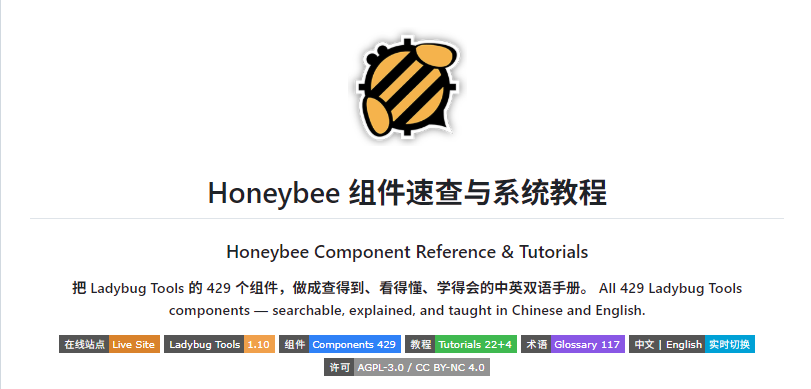 Honeybee 组件速查与系统教程
Honeybee Component Reference & Tutorials
把 Ladybug Tools 的 429 个组件，做成查得到、看得懂、学得会的中英双语手册。 All 429 Ladybug Tools
components — searchable, explained, and taught in Chinese and English.
在线站点 Live Site Ladybug Tools 1.10 组件 Components 429 教程 Tutorials 22+4 术语 Glossary 117 中文 | English 实时切换
许可 AGPL-3.0 / CC BY-NC 4.0